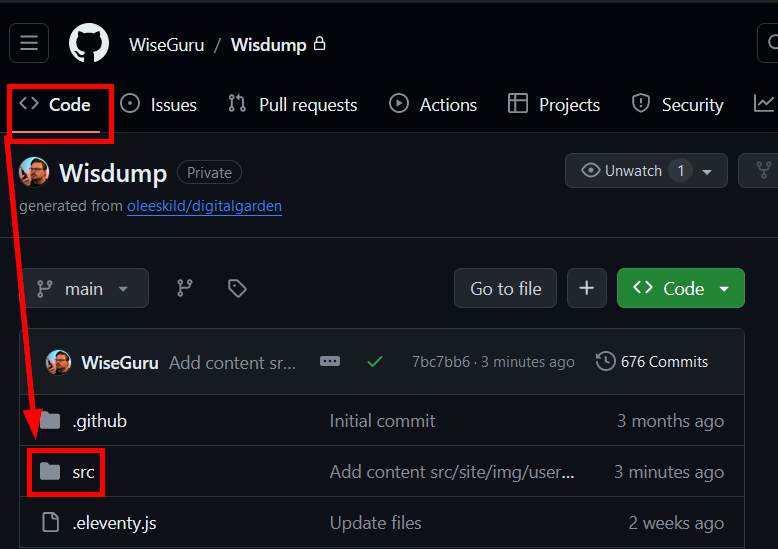 WiseGuru / Wisdump
<> Code Issues Pull requests Actions Projects Security
Wisdump Private Unwatch 1
generated from oleeskild/digitalgarden
main Go to file + <> Code
WiseGuru Add content sr... 7bc7bb6 · 3 minutes ago 676 Commits
.github Initial commit 3 months ago
src Add content src/site/img/user... 3 minutes ago
.eleventy.js Update files 2 weeks ago